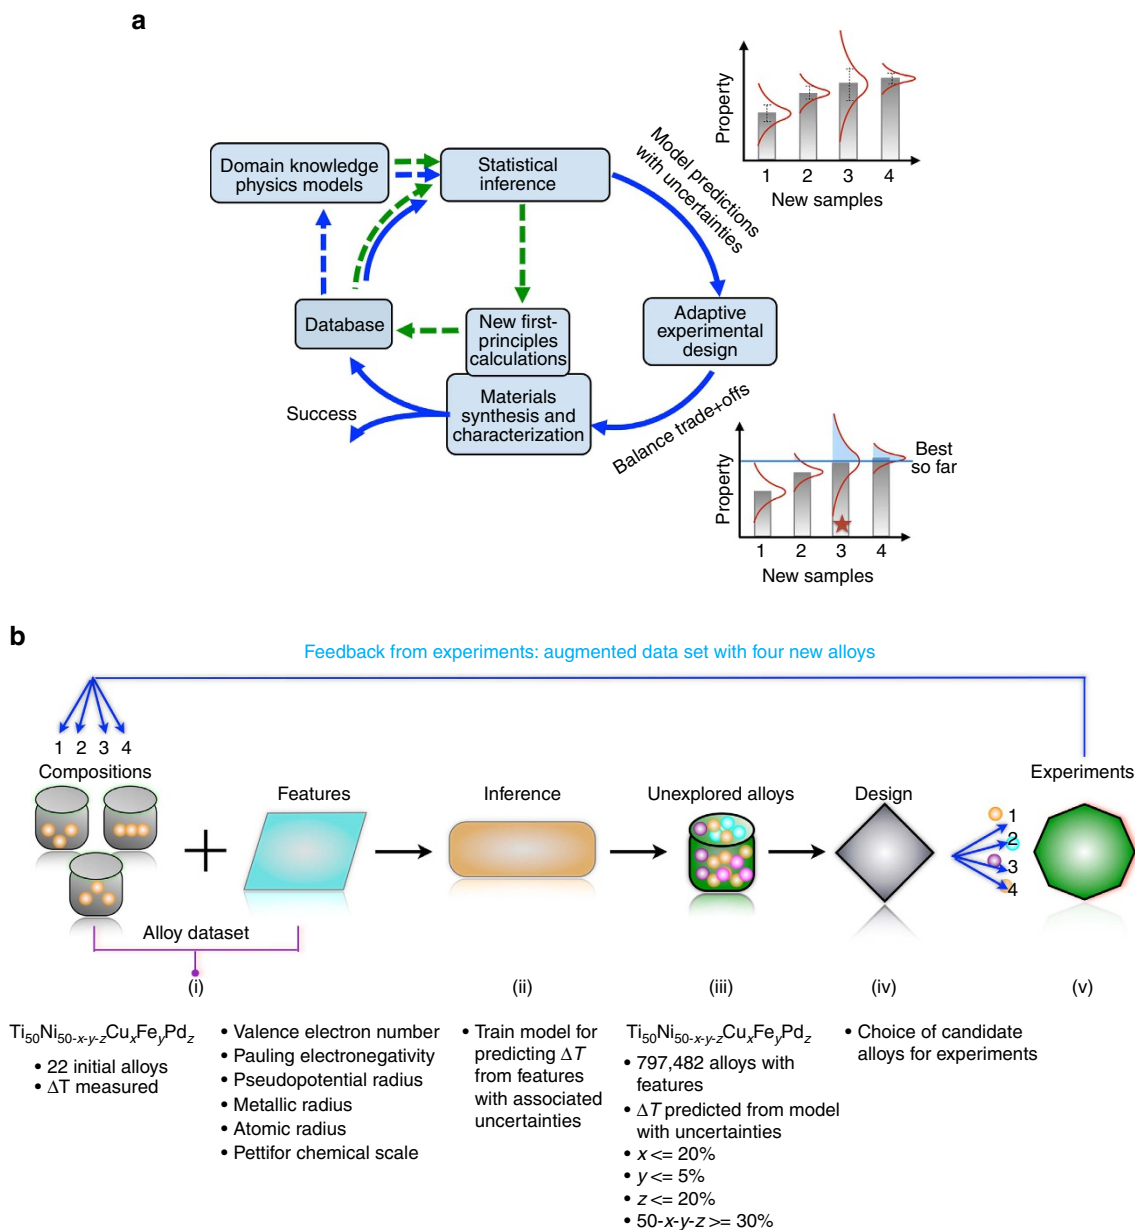 a
Property
1 2 3 4
New samples
Domain knowledge
physics models
Statistical
inference
Model predictions
with uncertainties
Database
New first-
principles
calculations
Adaptive
experimental
design
Materials
synthesis and
characterization
Success
Balance trade+offs
Best
so far
Property
1 2 3 4
New samples
b
Feedback from experiments: augmented data set with four new alloys
1 2 3 4
Compositions
Features
Inference
Unexplored alloys
Design
Experiments
1
2
3
4
Alloy dataset
(i)
(ii)
(iii)
(iv)
(v)
Ti50Ni50-x-y-zCuxFeyPdz
• 22 initial alloys
• ΔT measured
• Valence electron number
• Pauling electronegativity
• Pseudopotential radius
• Metallic radius
• Atomic radius
• Pettifor chemical scale
• Train model for
predicting ΔT
from features
with associated
uncertainties
Ti50Ni50-x-y-zCuxFeyPdz
• 797,482 alloys with
features
• ΔT predicted from model
with uncertainties
• x <= 20%
• y <= 5%
• z <= 20%
• 50-x-y-z >= 30%
• Choice of candidate
alloys for experiments